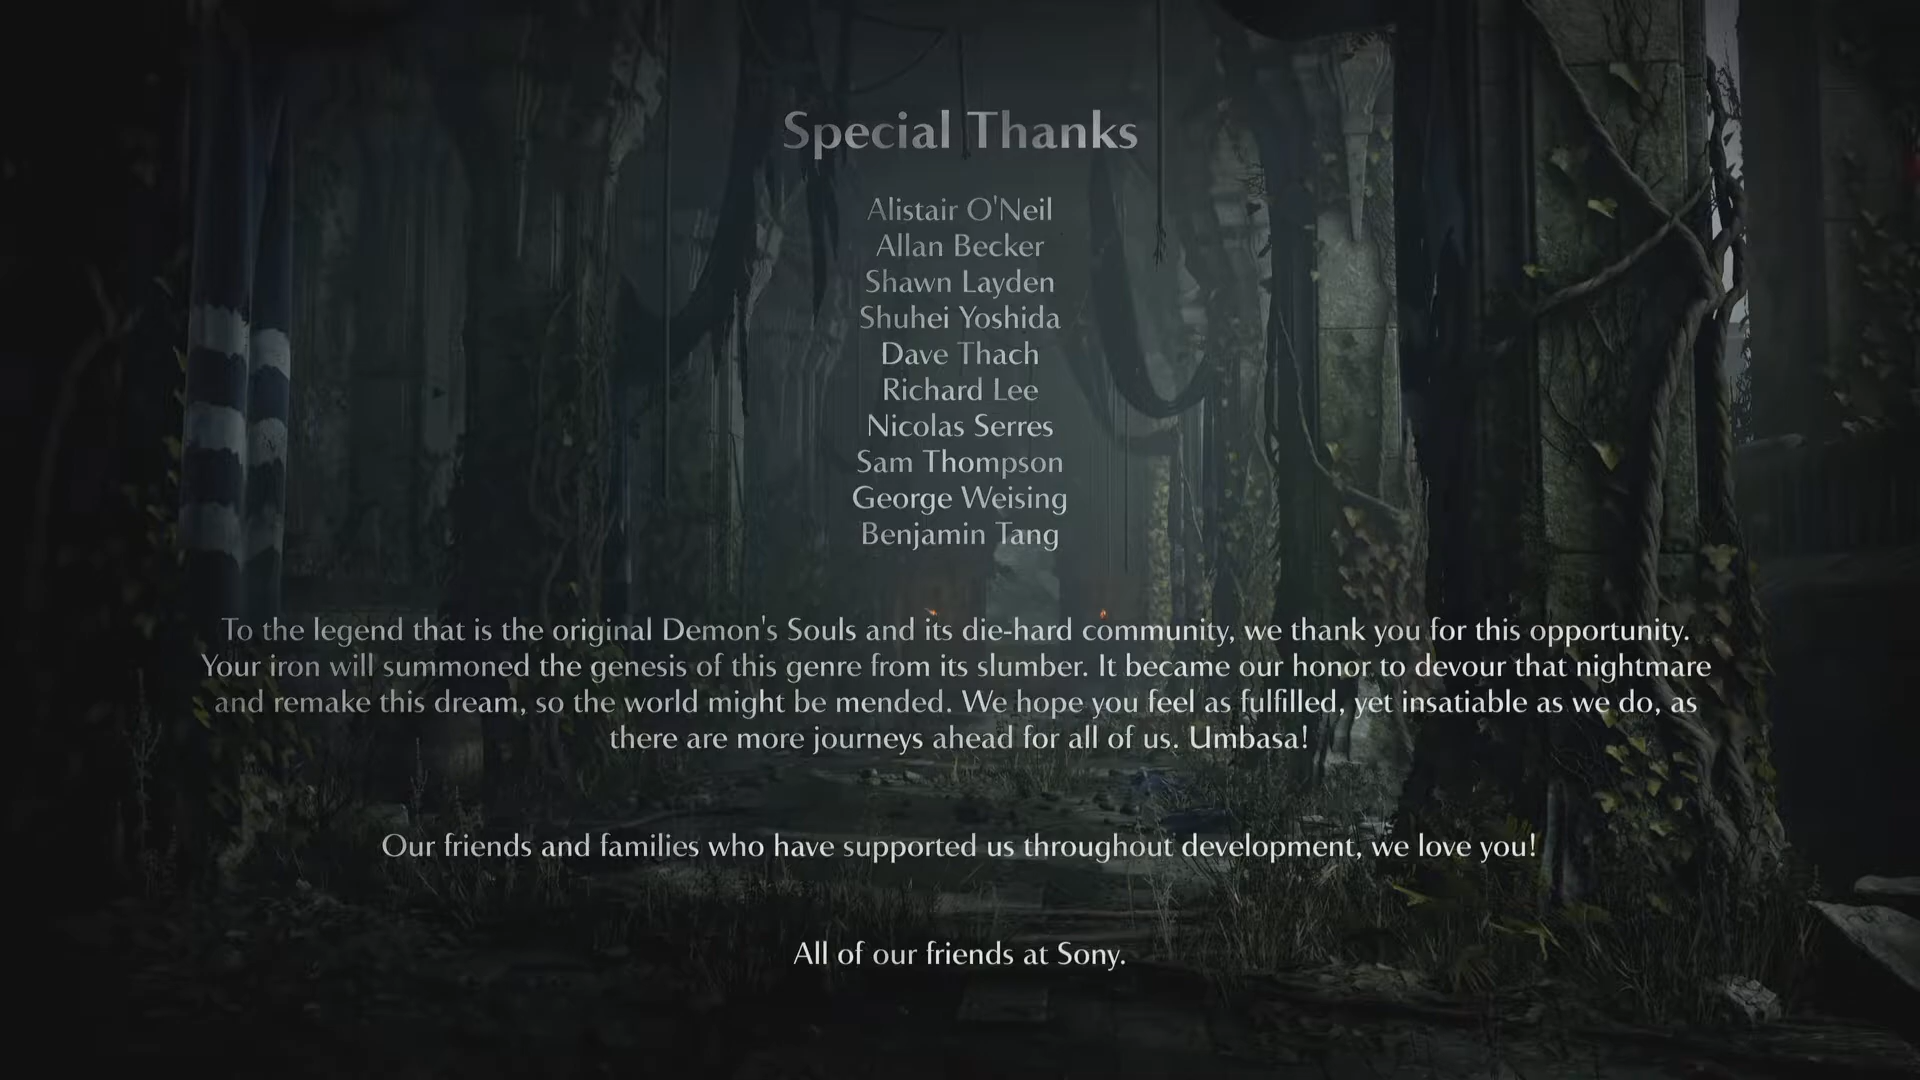 Special Thanks
Alistair O'Neil
Allan Becker
Shawn Layden
Shuhei Yoshida
Dave Thach
Richard Lee
Nicolas Serres
Sam Thompson
George Weising
Benjamin Tang
To the legend that is the original Demon's Souls and its die-hard community, we thank you for this opportunity.
Your iron will summoned the genesis of this genre from its slumber. It became our honor to devour that nightmare
and remake this dream, so the world might be mended. We hope you feel as fulfilled, yet insatiable as we do, as
there are more journeys ahead for all of us. Umbasa!
Our friends and families who have supported us throughout development, we love you!
All of our friends at Sony.